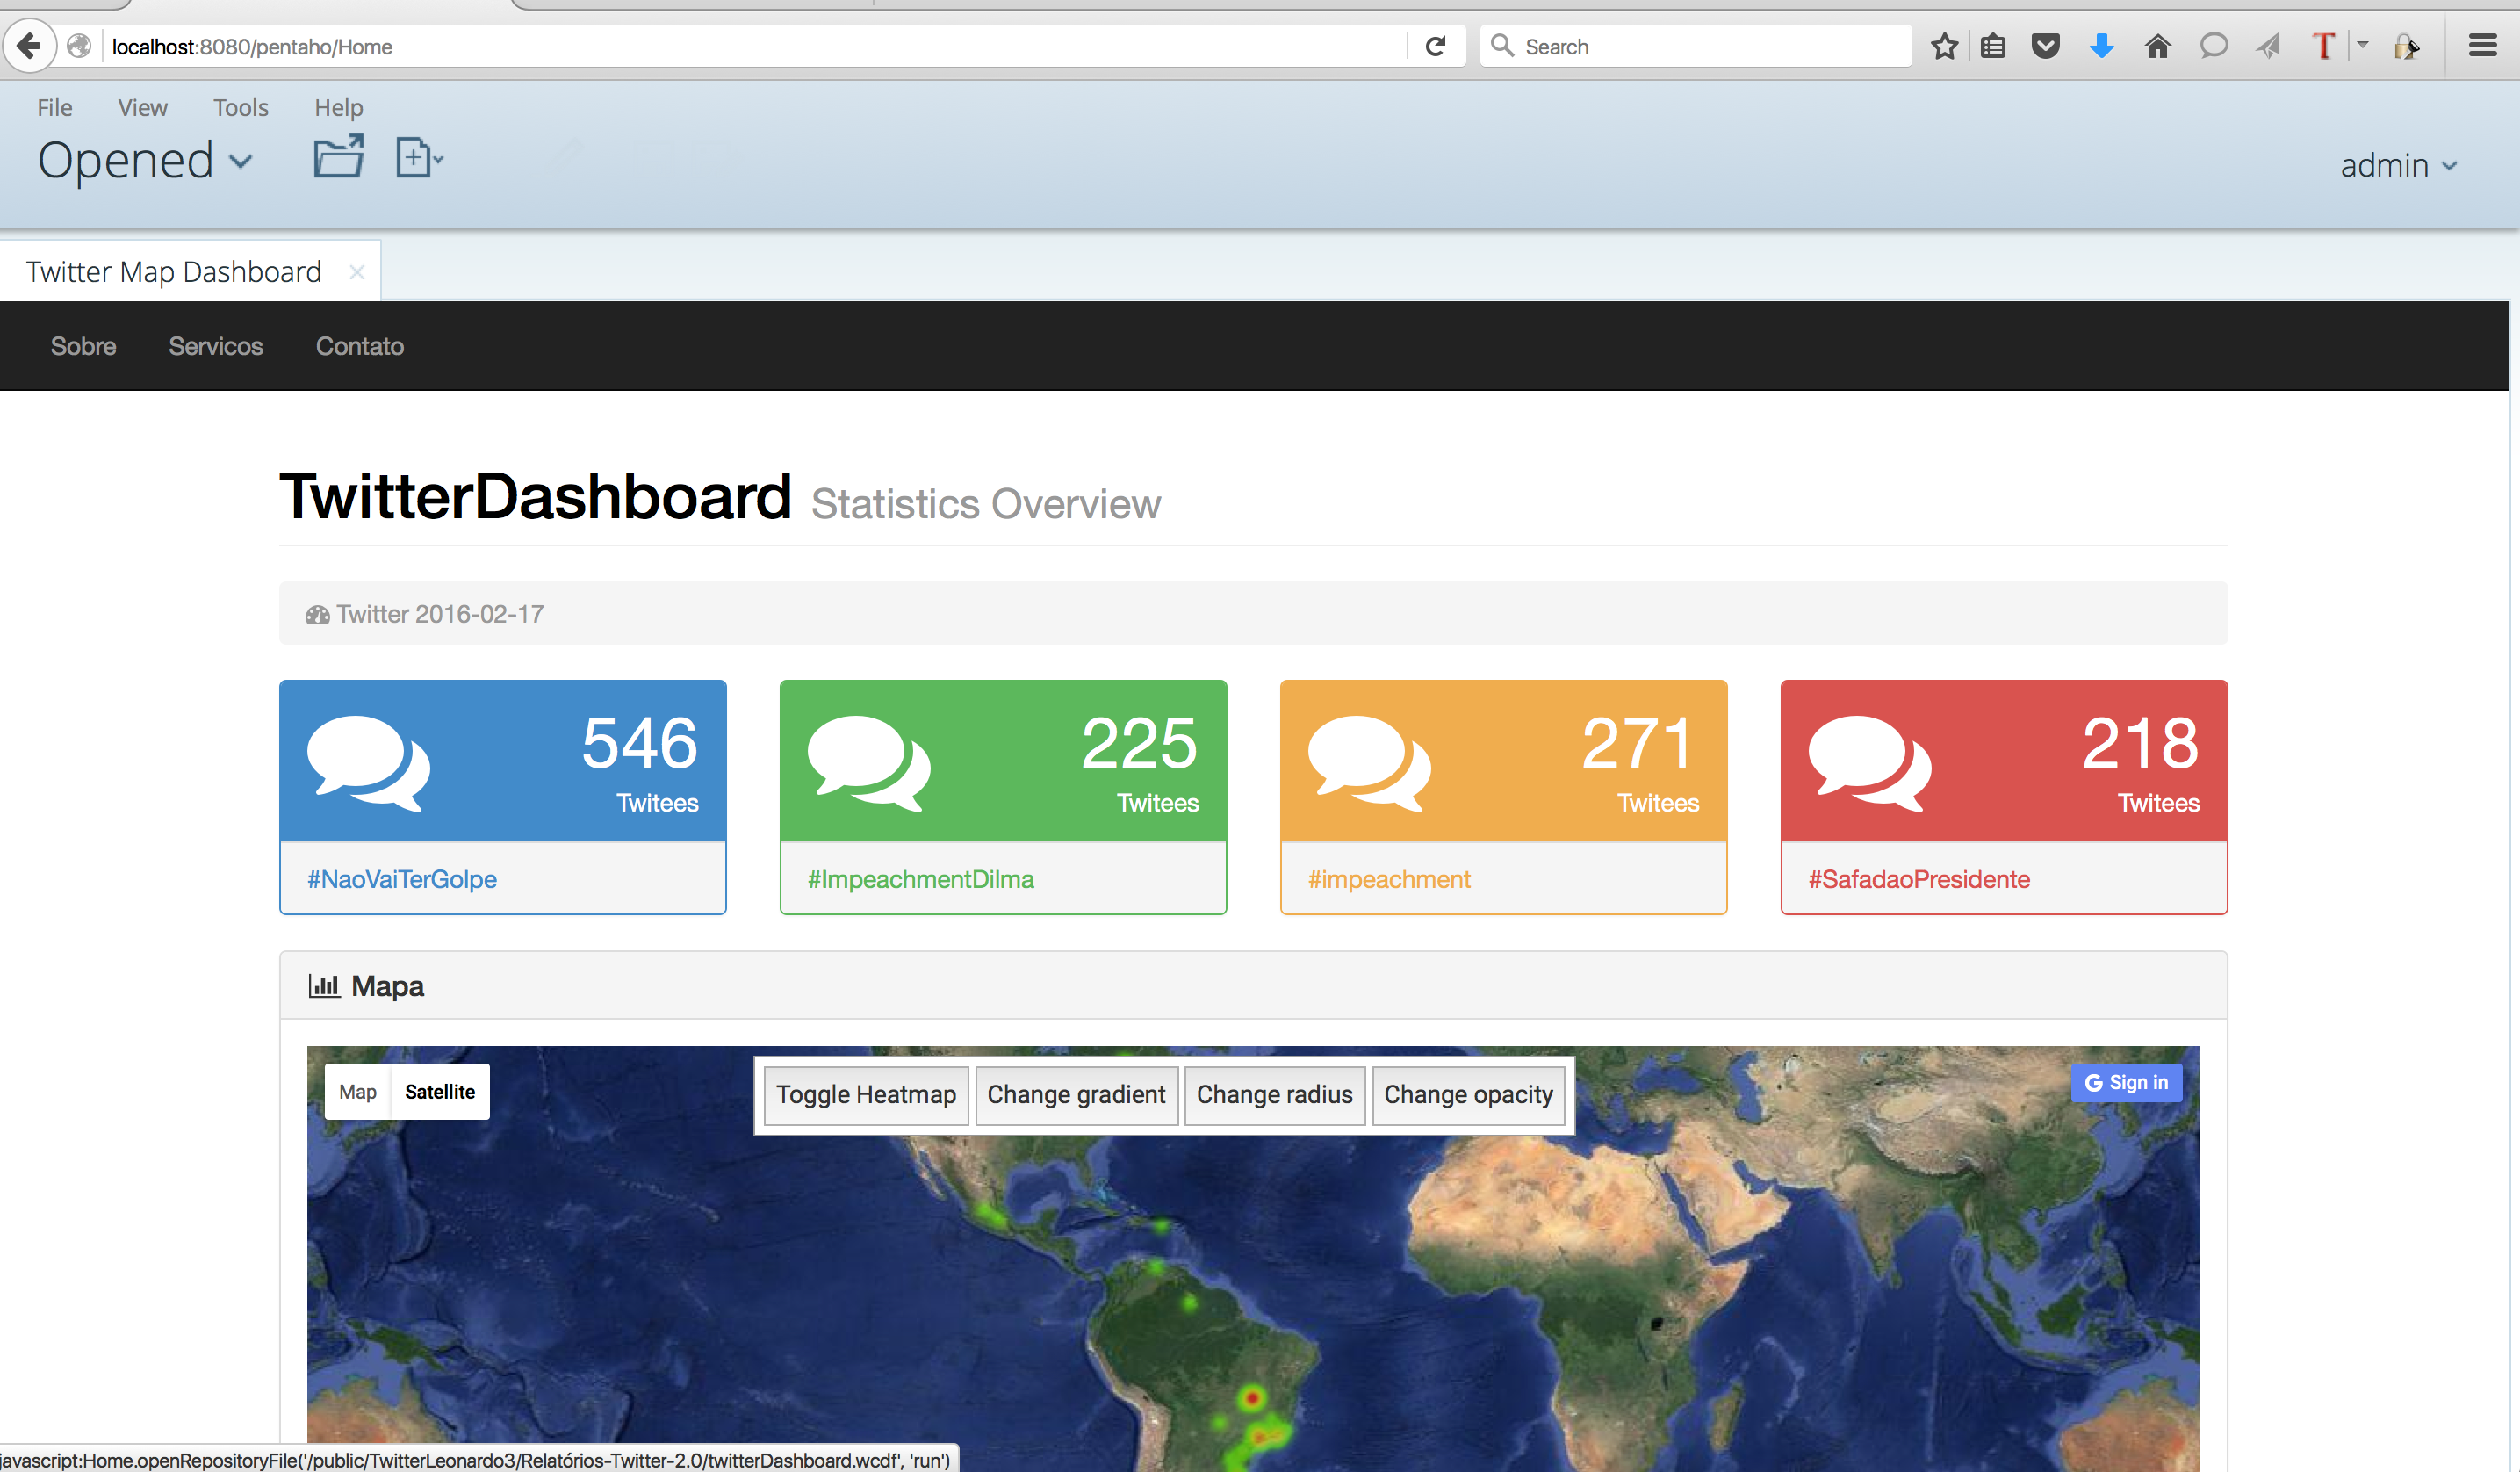 localhost:8080/pentaho/Home
Search
T
File View Tools Help
Opened
admin
Twitter Map Dashboard ×
Sobre Servicos Contato
TwitterDashboard Statistics Overview
Twitter 2016-02-17
546 225 271 218
Twitees Twitees Twitees Twitees
#NaoVaiTerGolpe #ImpeachmentDilma #impeachment #SafadaoPresidente
Mapa
Map Satellite Toggle Heatmap Change gradient Change radius Change opacity G Sign in
javascript:Home.openRepositoryFile('/public/TwitterLeonardo3/Relatórios-Twitter-2.0/twitterDashboard.wcdf', 'run')